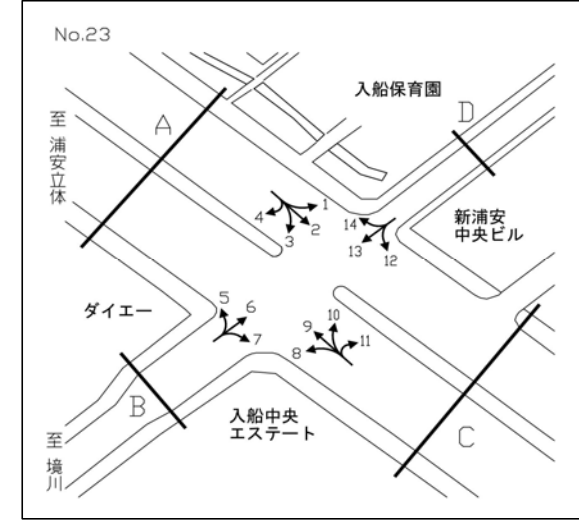 No.23
入船保育園
D
A
至
浦
安
立
体
新浦安
中央ビル
1
2
3
4
14
13
12
ダイエー
5
6
7
8
9
10
11
B
入船中央
エステート
C
至
境
川